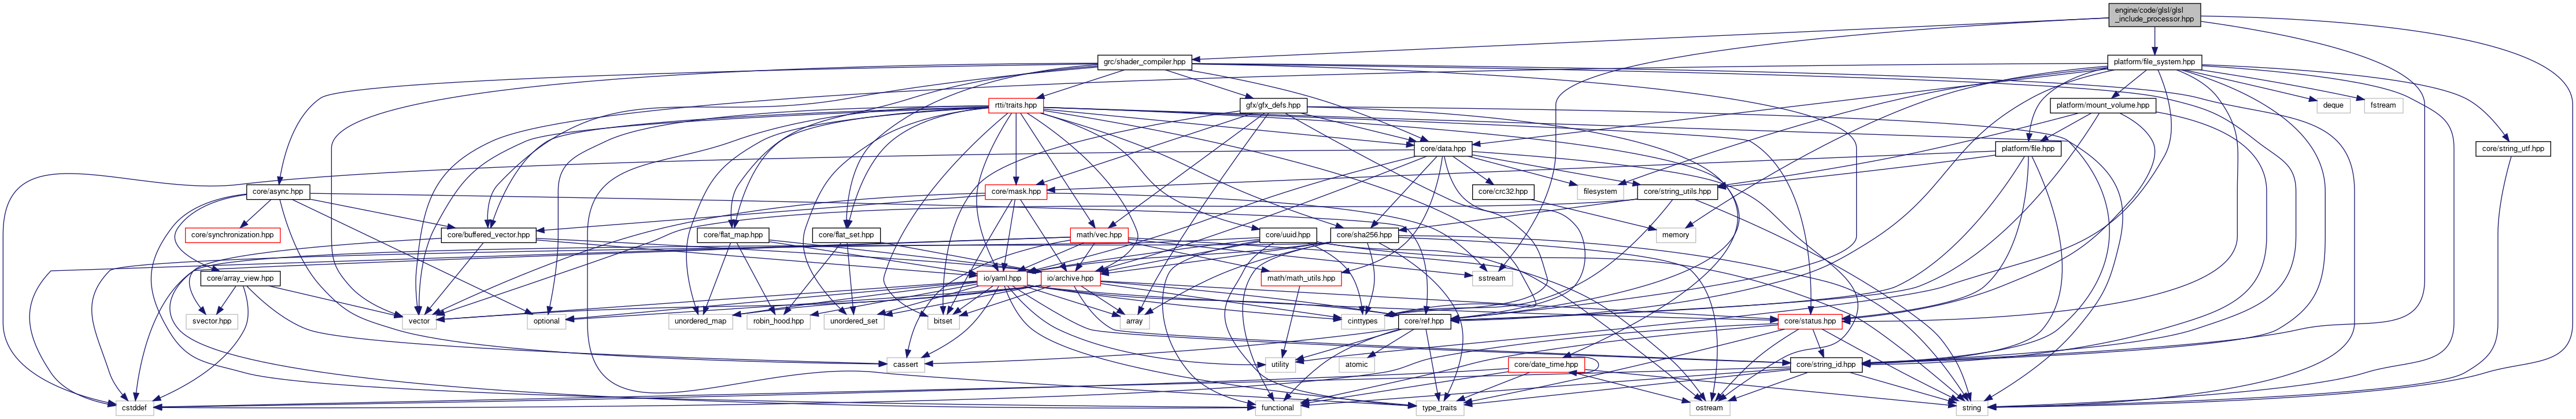 engine/code/glsl/glsl
_include_processor.hpp
grc/shader_compiler.hpp
platform/file_system.hpp
rtti/traits.hpp
gfx/gfx_defs.hpp
platform/mount_volume.hpp
deque
fstream
core/data.hpp
platform/file.hpp
core/string_utf.hpp
core/async.hpp
core/mask.hpp
core/crc32.hpp
filesystem
core/string_utils.hpp
core/synchronization.hpp
core/buffered_vector.hpp
core/flat_map.hpp
core/flat_set.hpp
math/vec.hpp
core/uuid.hpp
core/sha256.hpp
memory
core/array_view.hpp
io/yaml.hpp
io/archive.hpp
math/math_utils.hpp
sstream
svector.hpp
vector
optional
unordered_map
robin_hood.hpp
unordered_set
bitset
array
cinttypes
core/ref.hpp
core/status.hpp
cassert
utility
atomic
core/date_time.hpp
core/string_id.hpp
cstddef
functional
type_traits
ostream
string